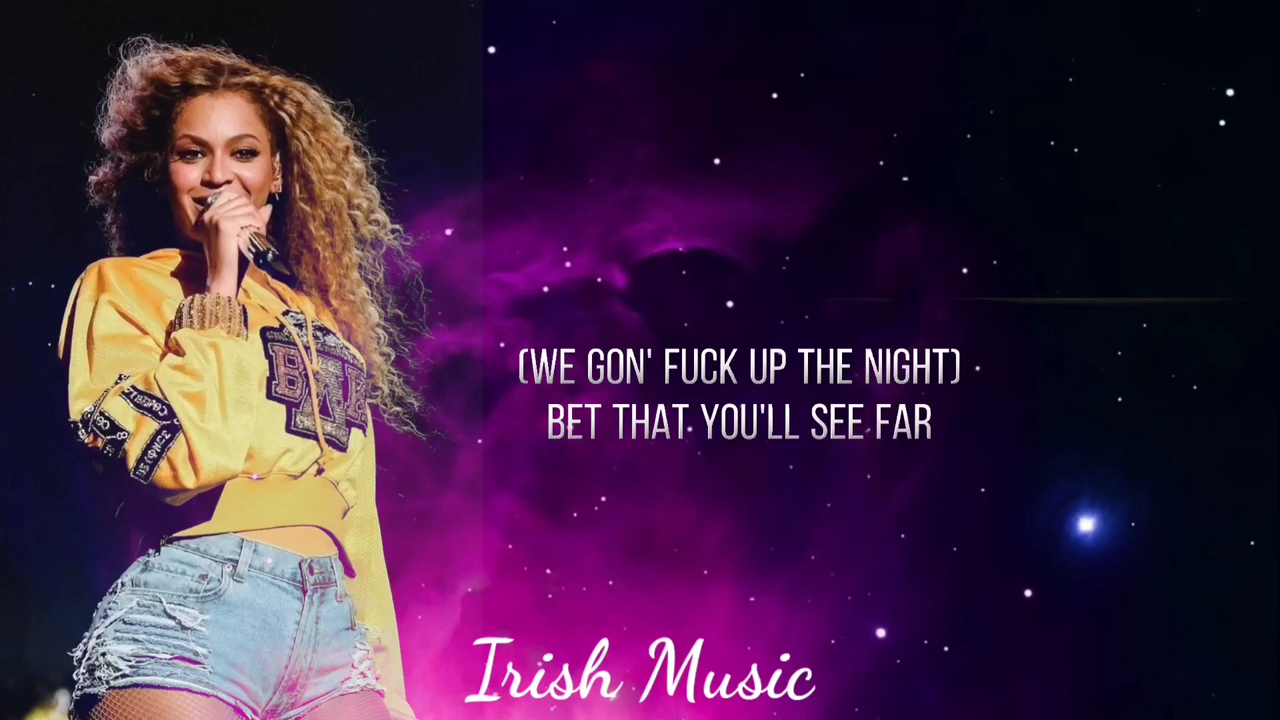 (WE GON' FUCK UP THE NIGHT)
BET THAT YOU'LL SEE FAR
Irish Music